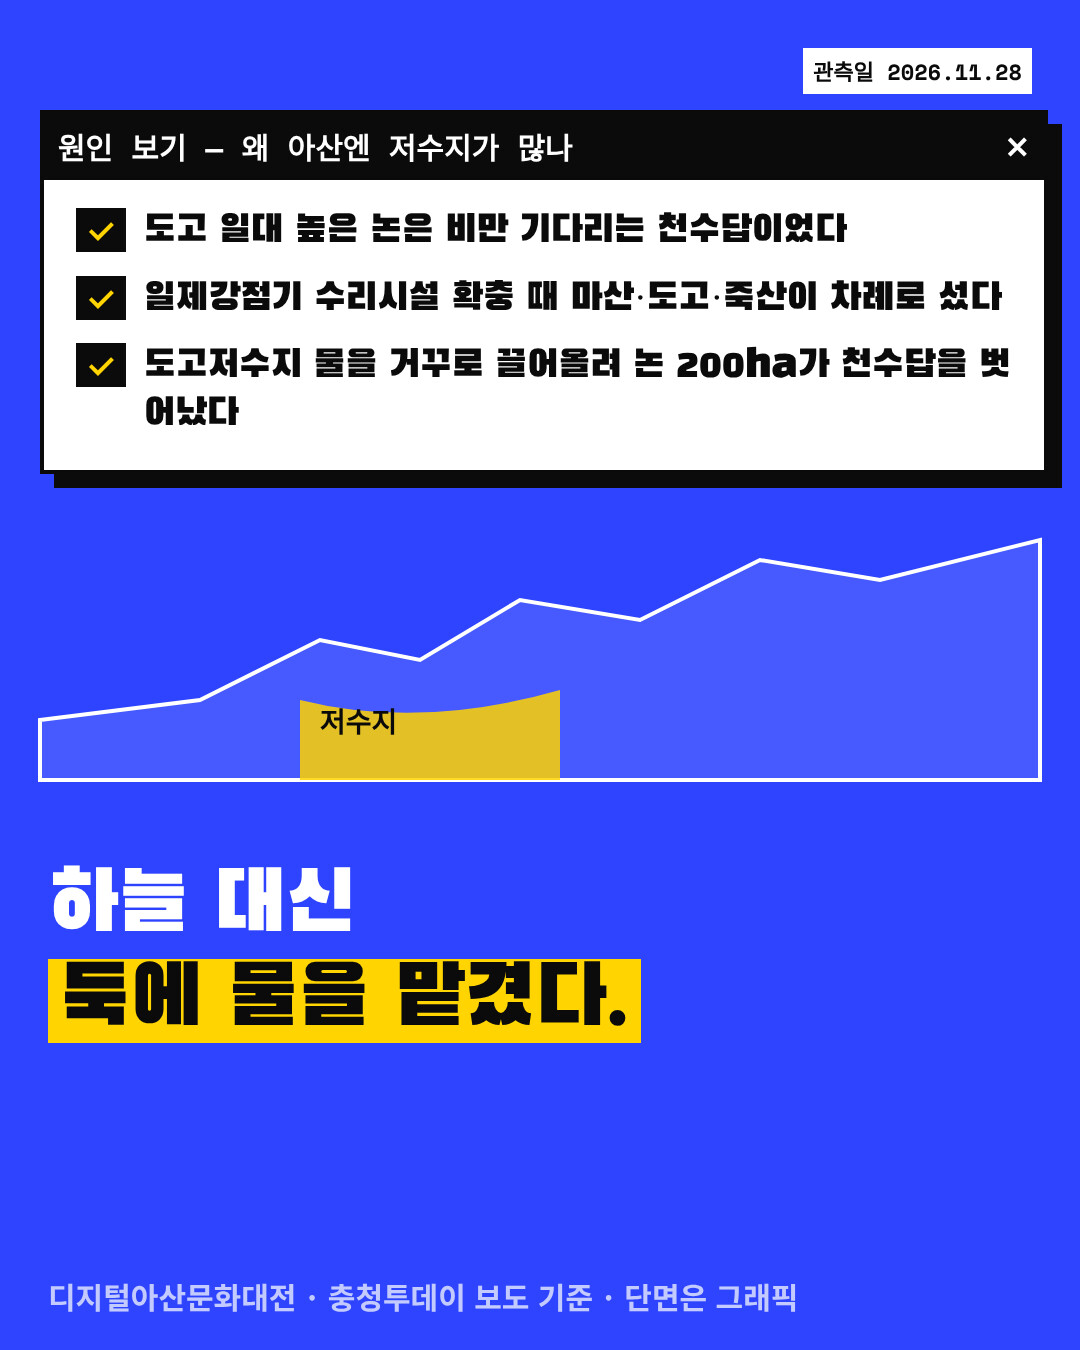 관측일 2026.11.28
원인 보기 — 왜 아산엔 저수지가 많나 ✕
도고 일대 높은 논은 비만 기다리는 천수답이었다
일제강점기 수리시설 확충 때 마산·도고·죽산이 차례로 섰다
도고저수지 물을 거꾸로 끌어올려 논 200ha가 천수답을 벗
어났다
저수지
하늘 대신
둑에 물을 맡겼다.
디지털아산문화대전 · 충청투데이 보도 기준 · 단면은 그래픽